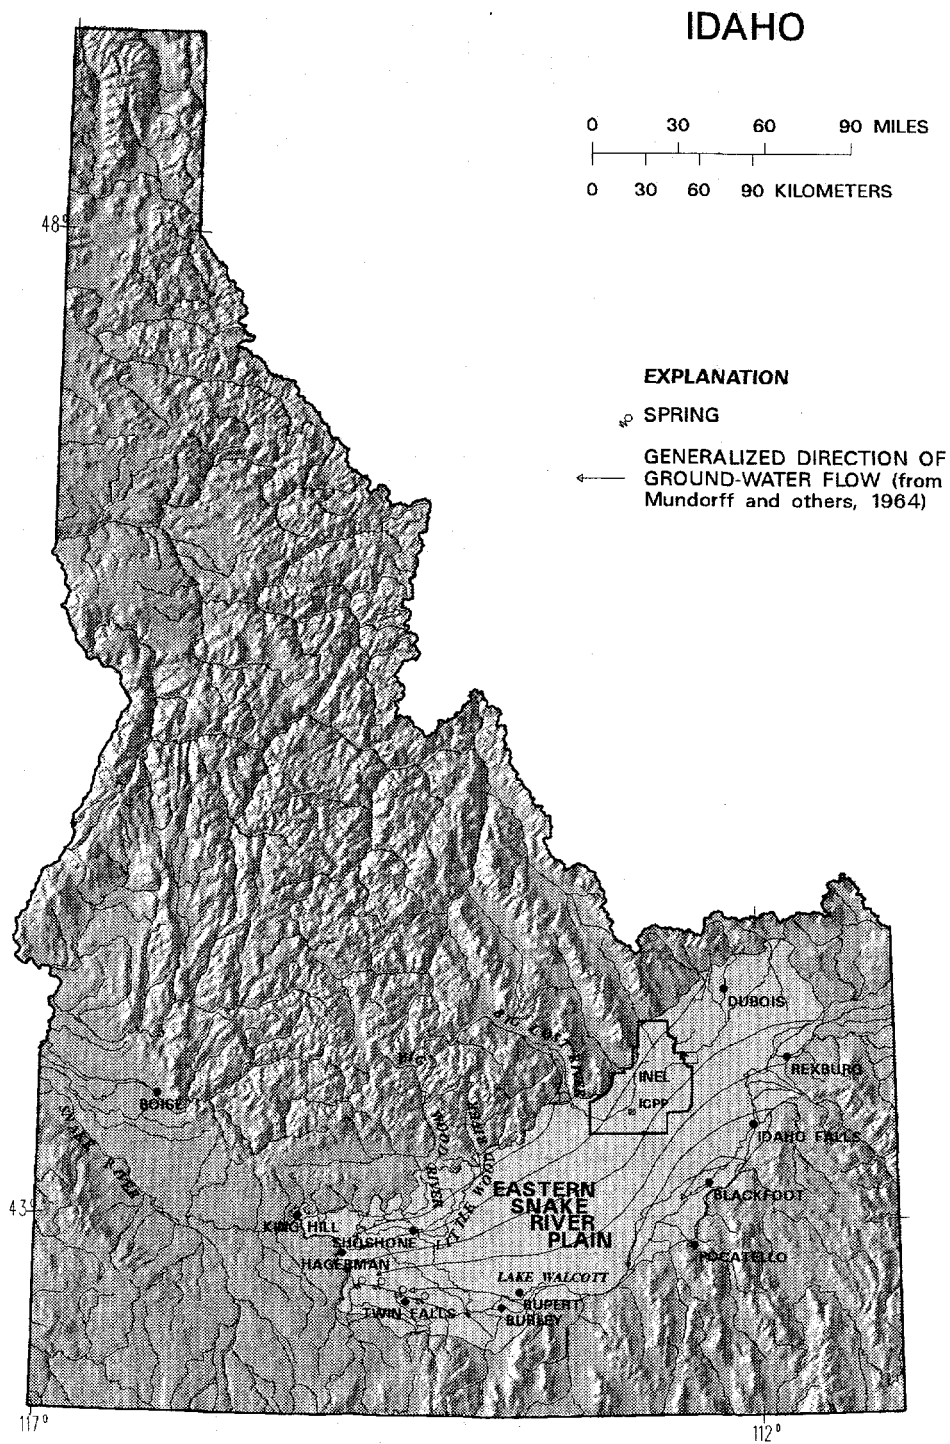 IDAHO
0 30 60 90 MILES
0 30 60 90 KILOMETERS
48°
EXPLANATION
SPRING
GENERALIZED DIRECTION OF
GROUND-WATER FLOW (from
Mundorff and others, 1964)
DUBOIS
BIG LOST RIVER
REXBURG
INEL
BIG
BOISE
ICPP
SNAKE RIVER
WOOD RIVER
IDAHO FALLS
LITTLE WOOD RIVER
BLACKFOOT
EASTERN
SNAKE
RIVER
PLAIN
43°
KING HILL
SHOSHONE
HAGERMAN
POCATELLO
LAKE WALCOTT
TWIN FALLS
RUPERT
BURLEY
117°
112°